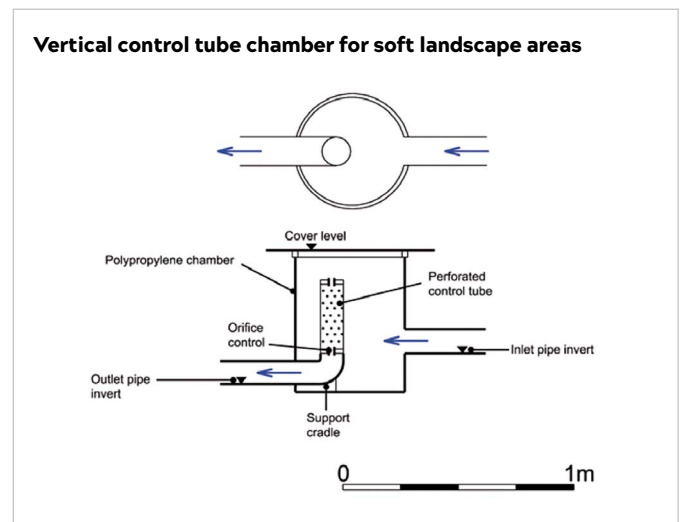 Vertical control tube chamber for soft landscape areas
Cover level
Polypropylene chamber
Perforated
control tube
Orifice
control
Inlet pipe invert
Outlet pipe
invert
Support
cradle
0
1m